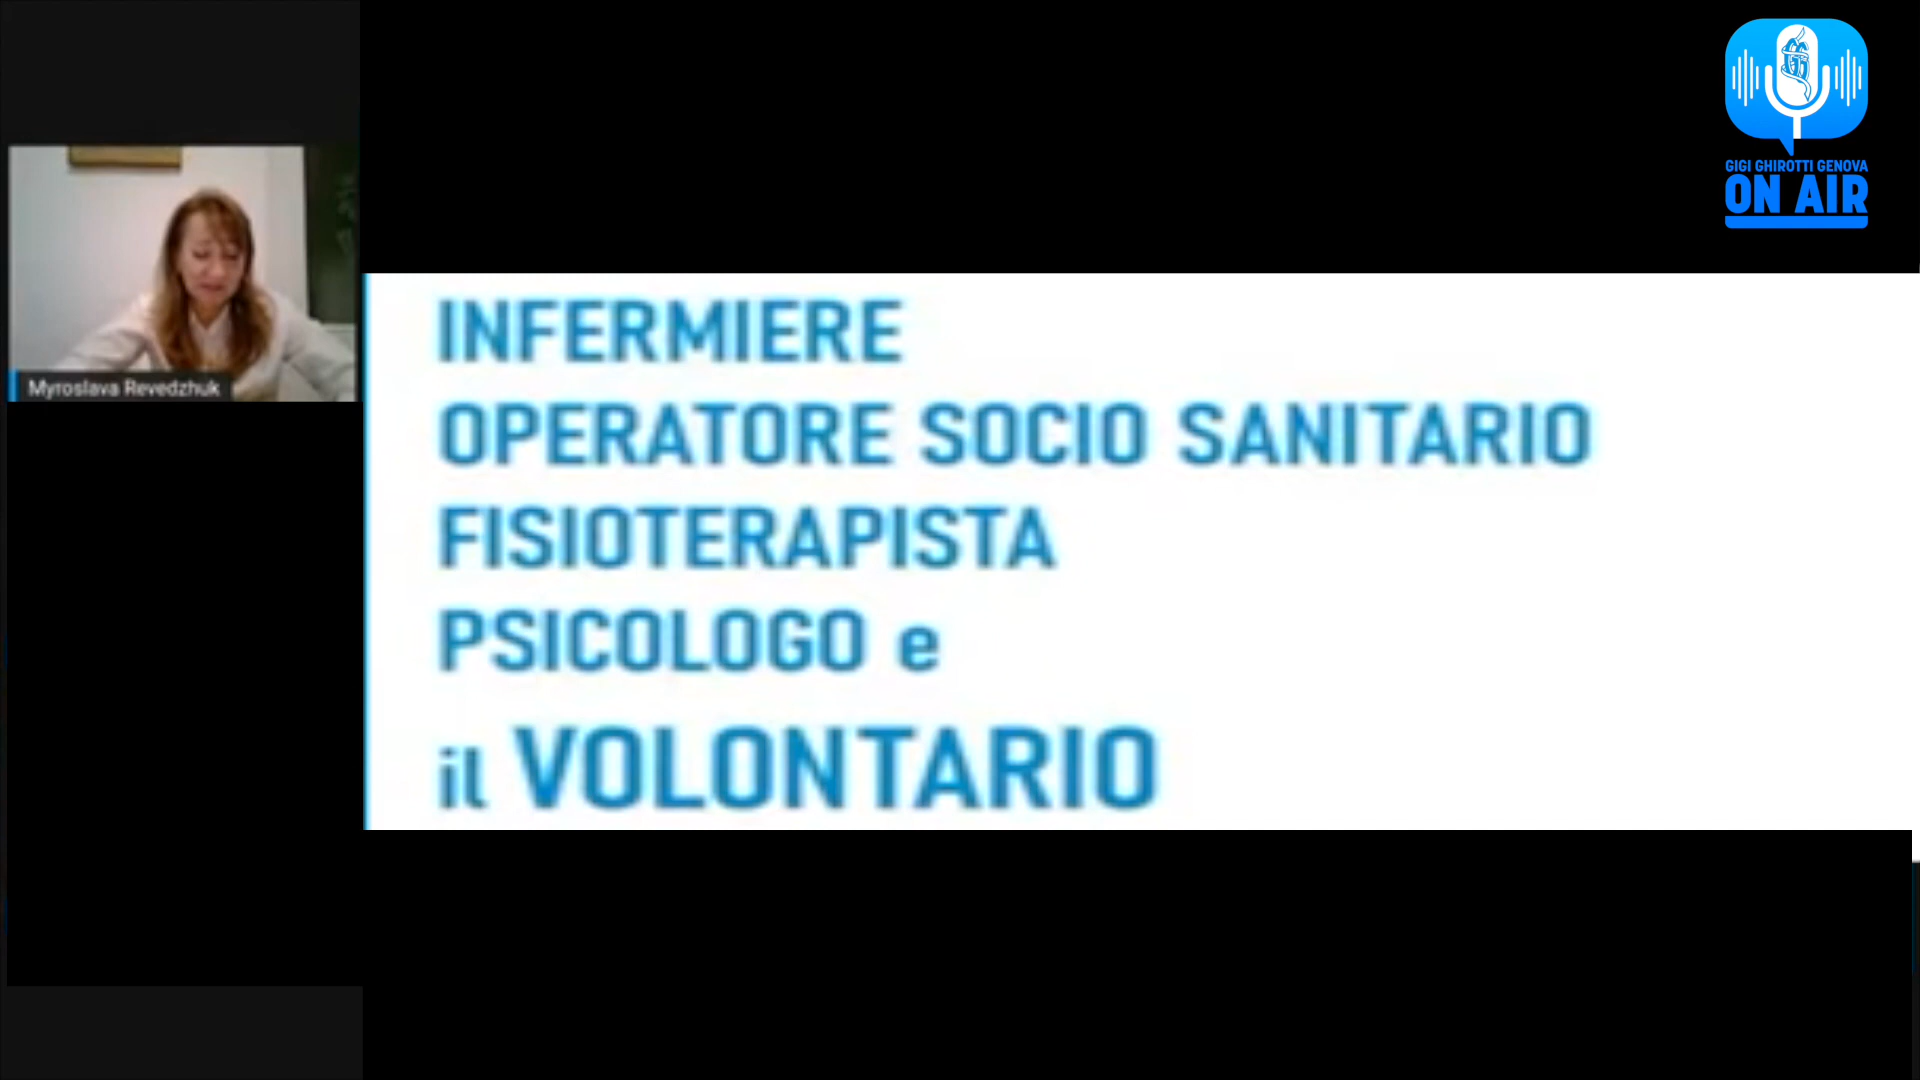 GIGI GHIROTTI GENOVA
ON AIR
Myroslava Revedzhuk
INFERMIERE
OPERATORE SOCIO SANITARIO
FISIOTERAPISTA
PSICOLOGO e
il VOLONTARIO